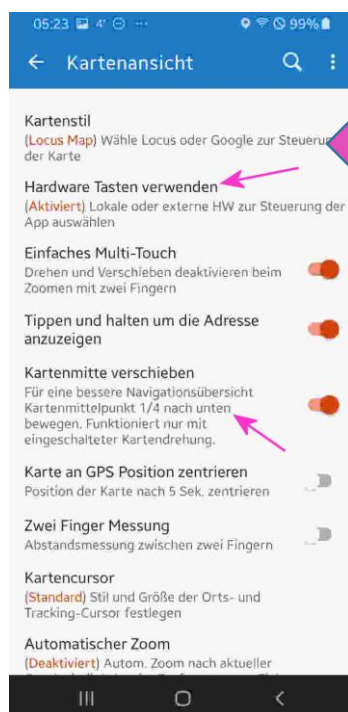 05:23 4° 99%
Kartenansicht
Kartenstil
(Locus Map) Wähle Locus oder Google zur Steuerung
der Karte
Hardware Tasten verwenden
(Aktiviert) Lokale oder externe HW zur Steuerung der
App auswählen
Einfaches Multi-Touch
Drehen und Verschieben deaktivieren beim
Zoomen mit zwei Fingern
Tippen und halten um die Adresse
anzuzeigen
Kartenmitte verschieben
Für eine bessere Navigationsübersicht
Kartenmittelpunkt 1/4 nach unten
bewegen. Funktioniert nur mit
eingeschalteter Kartendrehung.
Karte an GPS Position zentrieren
Position der Karte nach 5 Sek. zentrieren
Zwei Finger Messung
Abstandsmessung zwischen zwei Fingern
Kartencursor
(Standard) Stil und Größe der Orts- und
Tracking-Cursor festlegen
Automatischer Zoom
(Deaktiviert) Autom. Zoom nach aktueller